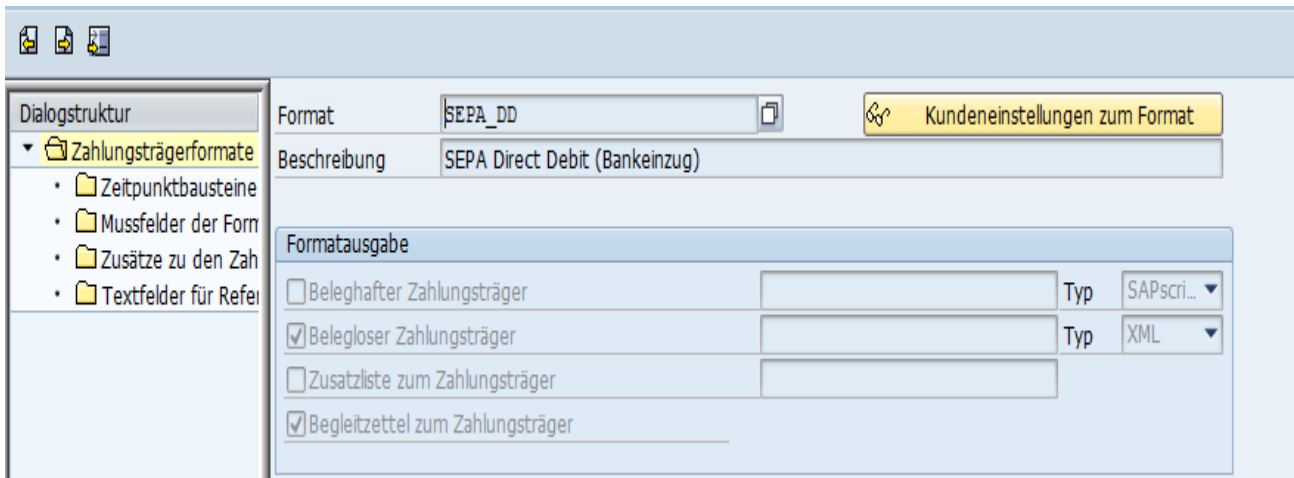 Dialogstruktur
Zahlungsträgerformate
Zeitpunktbausteine
Mussfelder der Form
Zusätze zu den Zah
Textfelder für Refer
Format SEPA_DD Kundeneinstellungen zum Format
Beschreibung SEPA Direct Debit (Bankeinzug)
Formatausgabe
Beleghafter Zahlungsträger Typ SAPscri...
Belegloser Zahlungsträger Typ XML
Zusatzliste zum Zahlungsträger
Begleitzettel zum Zahlungsträger